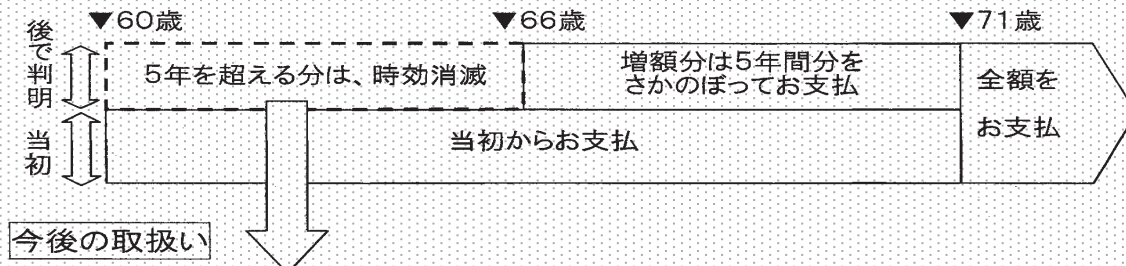 ▼60歳
▼66歳
▼71歳
後で判明
5年を超える分は、時効消滅
増額分は5年間分を
さかのぼってお支払
全額を
お支払
当初
当初からお支払
今後の取扱い